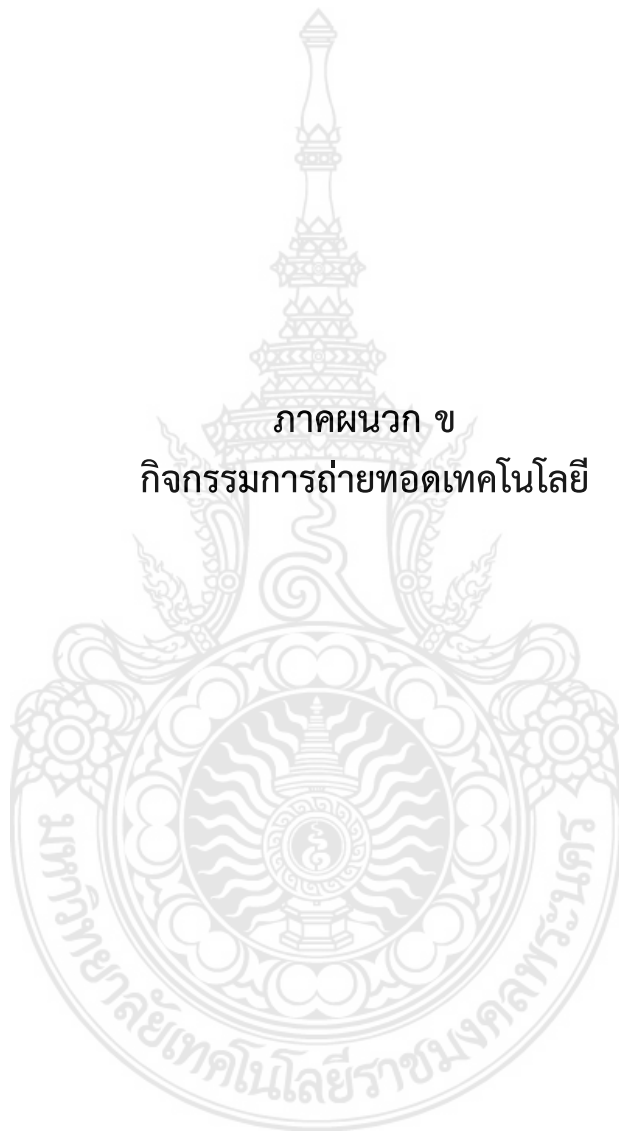 ภาคผนวก ข
กิจกรรมการถ่ายทอดเทคโนโลยี
มหาวิทยาลัยเทคโนโลยีราชมงคลพระนคร